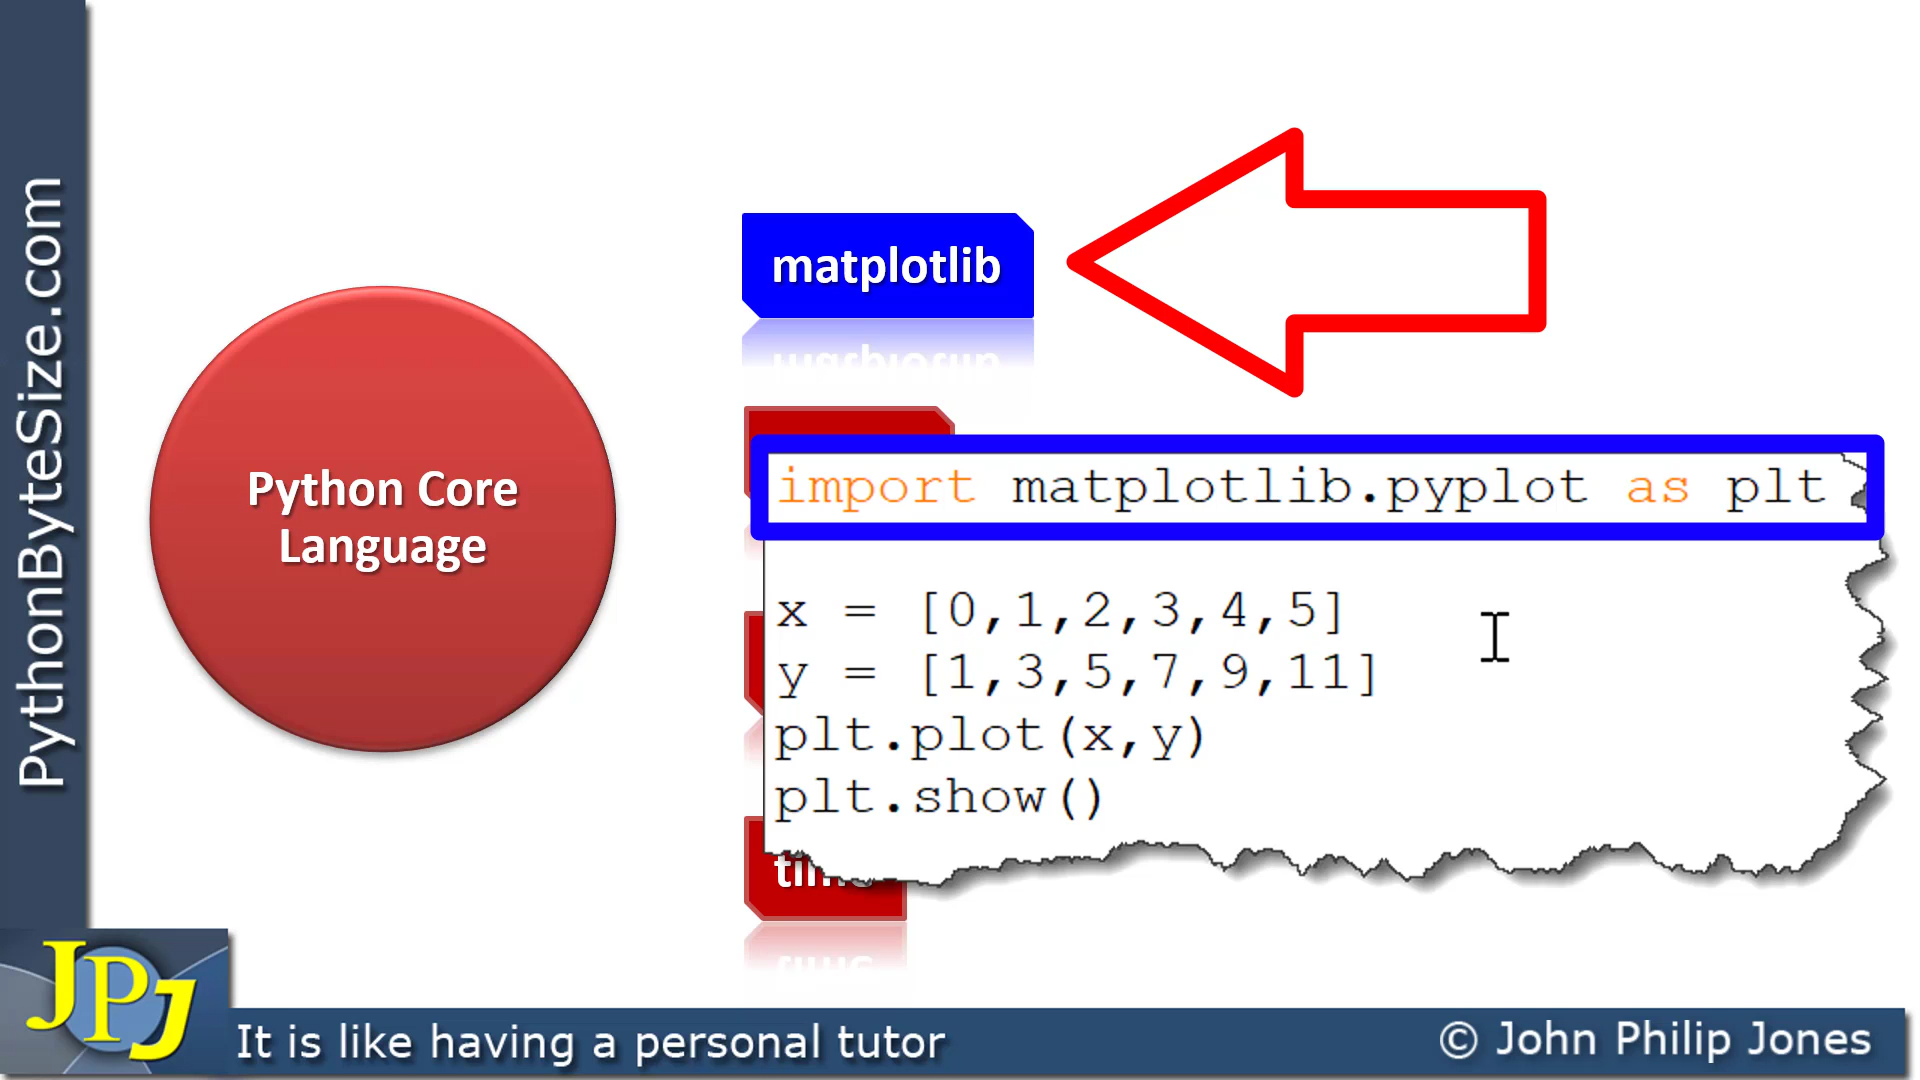 PythonByteSize.com
matplotlib
Python Core
Language
import matplotlib.pyplot as plt
x = [0,1,2,3,4,5]
y = [1,3,5,7,9,11]
plt.plot(x,y)
plt.show()
JPJ
It is like having a personal tutor
© John Philip Jones